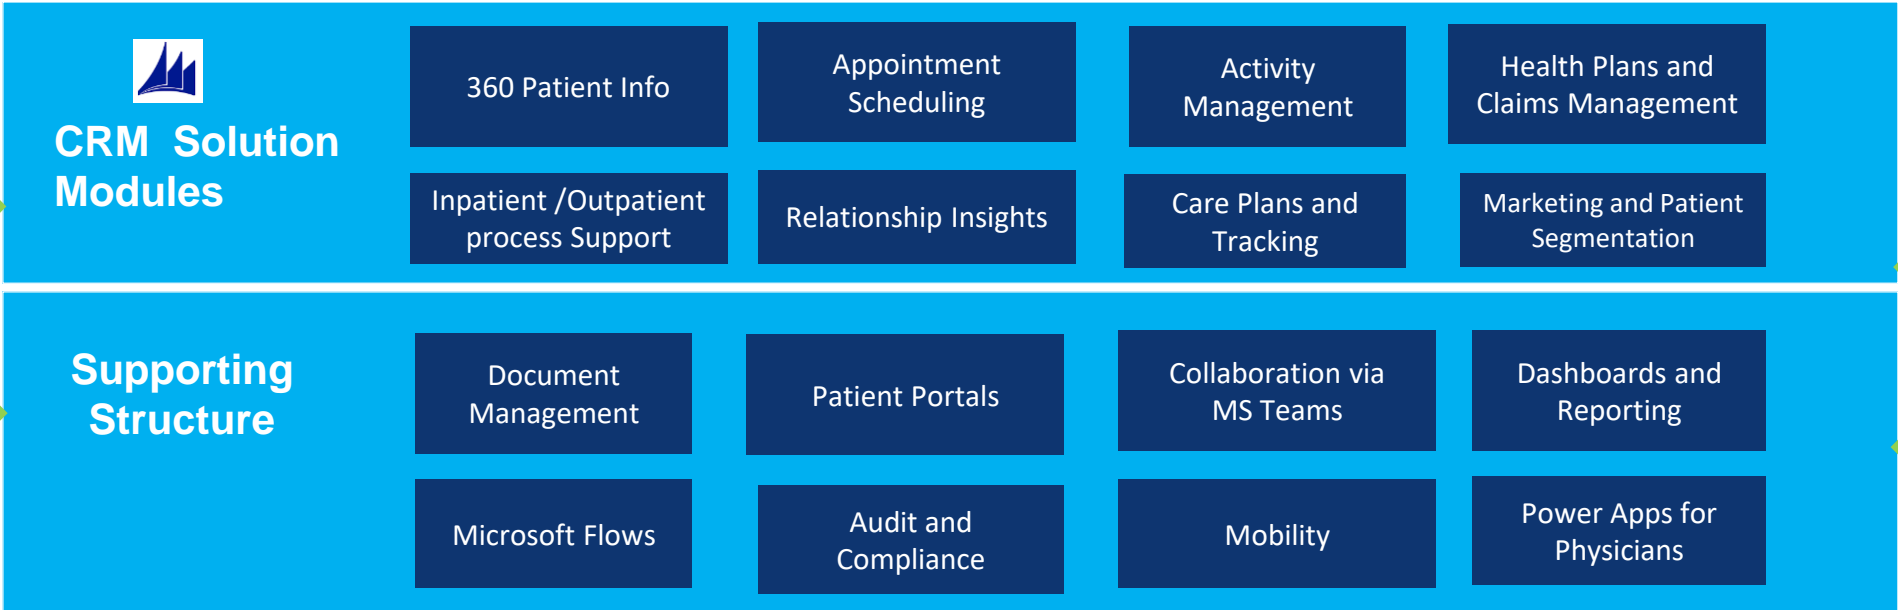 CRM  Solution
Modules
360 Patient Info
Appointment
Scheduling
Activity
Management
Health Plans and
Claims Management
Inpatient /Outpatient
process Support
Relationship Insights
Care Plans and
Tracking
Marketing and Patient
Segmentation
Supporting
Structure
Document
Management
Patient Portals
Collaboration via
MS Teams
Dashboards and
Reporting
Microsoft Flows
Audit and
Compliance
Mobility
Power Apps for
Physicians